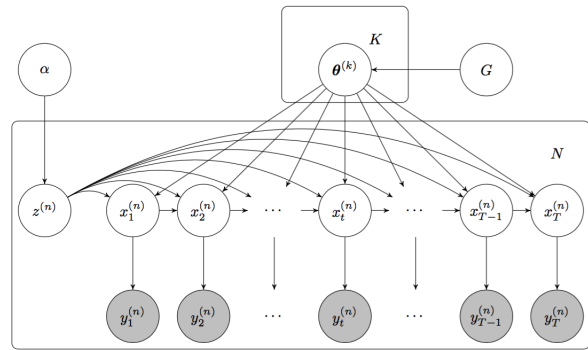 K
α θ^(k) G
N
z^(n) x_1^(n) x_2^(n) ··· x_t^(n) ··· x_{T−1}^(n) x_T^(n)
y_1^(n) y_2^(n) ··· y_t^(n) ··· y_{T−1}^(n) y_T^(n)